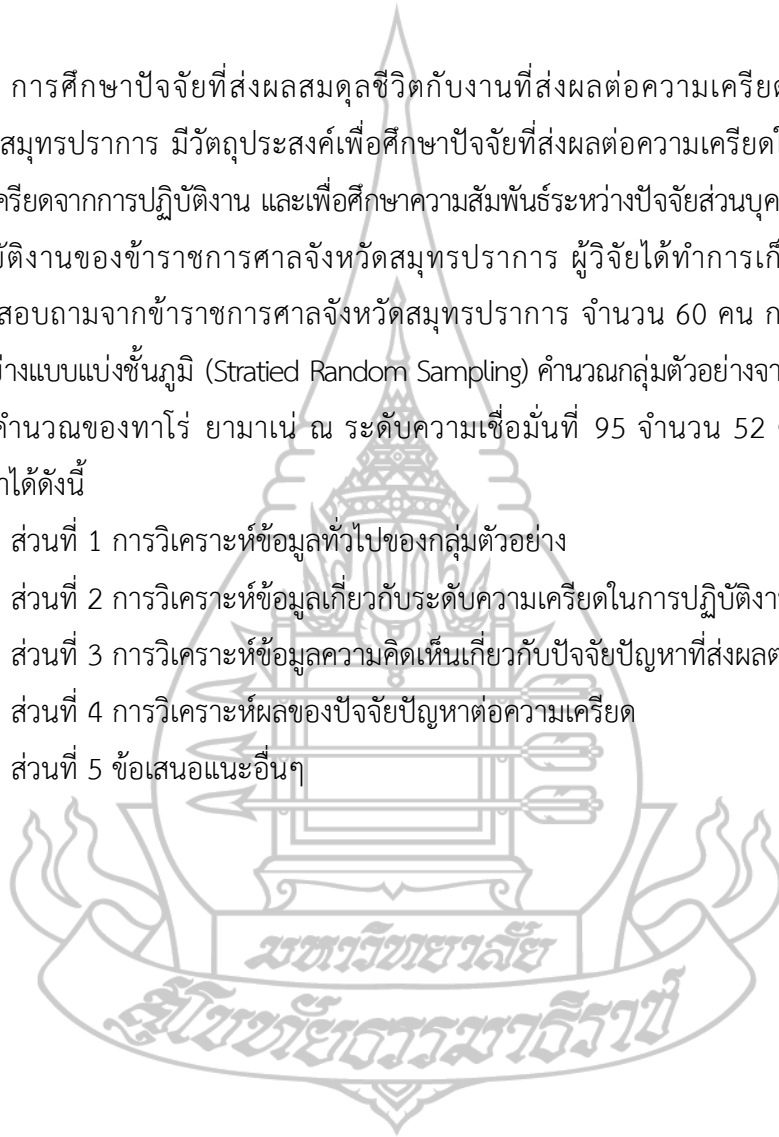 การศึกษาปัจจัยที่ส่งผลสมดุลชีวิตกับงานที่ส่งผลต่อความเครียด
สมุทรปราการ มีวัตถุประสงค์เพื่อศึกษาปัจจัยที่ส่งผลต่อความเครียดใ
ครียดจากการปฏิบัติงาน และเพื่อศึกษาความสัมพันธ์ระหว่างปัจจัยส่วนบุค
บัติงานของข้าราชการศาลจังหวัดสมุทรปราการ ผู้วิจัยได้ทำการเก็
สอบถามจากข้าราชการศาลจังหวัดสมุทรปราการ จำนวน 60 คน ก
ย่างแบบแบ่งชั้นภูมิ (Stratied Random Sampling) คำนวณกลุ่มตัวอย่างจา
คำนวณของทาโร่ ยามาเน่ ณ ระดับความเชื่อมั่นที่ 95 จำนวน 52
าได้ดังนี้
ส่วนที่ 1 การวิเคราะห์ข้อมูลทั่วไปของกลุ่มตัวอย่าง
ส่วนที่ 2 การวิเคราะห์ข้อมูลเกี่ยวกับระดับความเครียดในการปฏิบัติงา
ส่วนที่ 3 การวิเคราะห์ข้อมูลความคิดเห็นเกี่ยวกับปัจจัยปัญหาที่ส่งผลต
ส่วนที่ 4 การวิเคราะห์ผลของปัจจัยปัญหาต่อความเครียด
ส่วนที่ 5 ข้อเสนอแนะอื่นๆ
มหาวิทยาลัย
สุโขทัยธรรมาธิราช